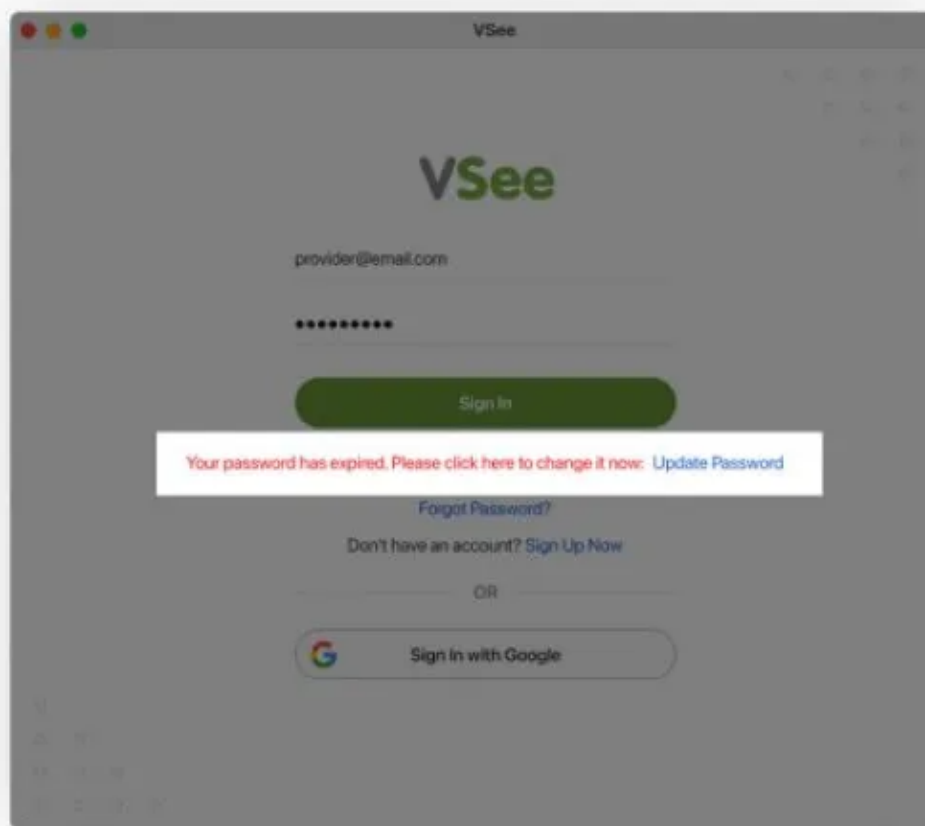 VSee
VSee
provider@email.com
•••••••••
Sign In
Your password has expired. Please click here to change it now: Update Password
Forgot Password?
Don't have an account? Sign Up Now
OR
Sign In with Google